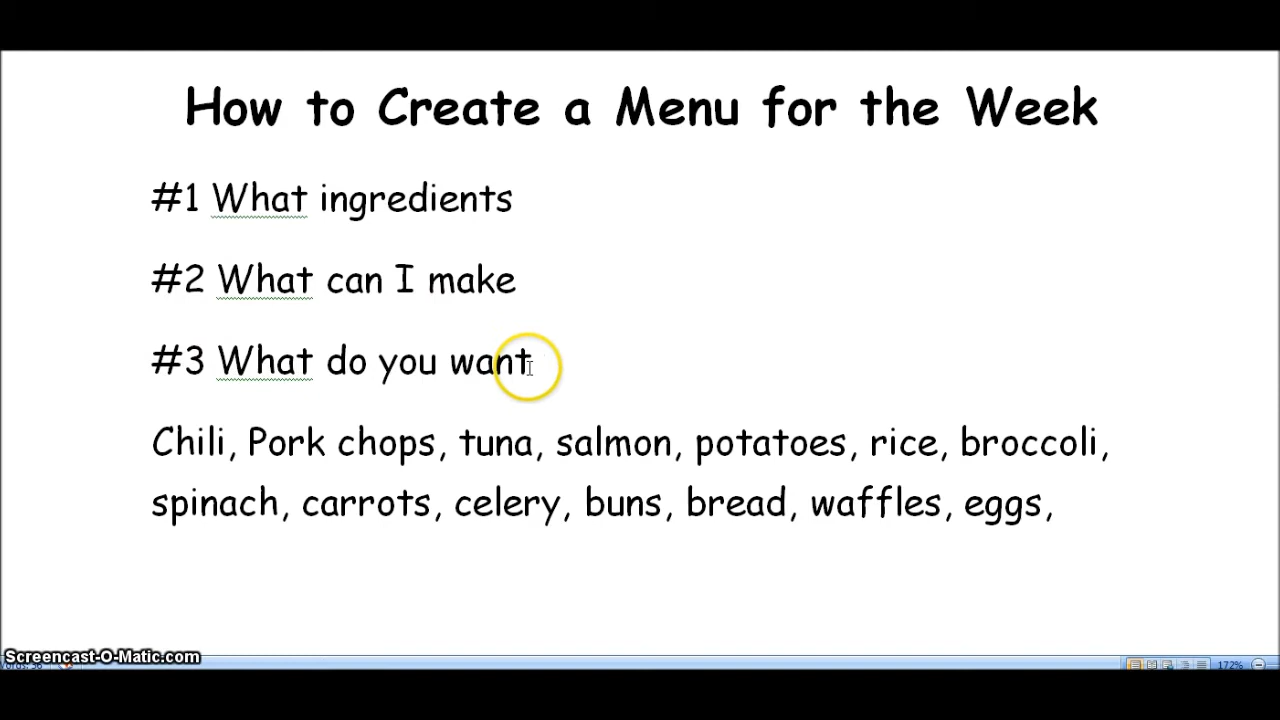 How to Create a Menu for the Week
#1 What ingredients
#2 What can I make
#3 What do you want
Chili, Pork chops, tuna, salmon, potatoes, rice, broccoli,
spinach, carrots, celery, buns, bread, waffles, eggs,
Screencast-O-Matic.com
172%